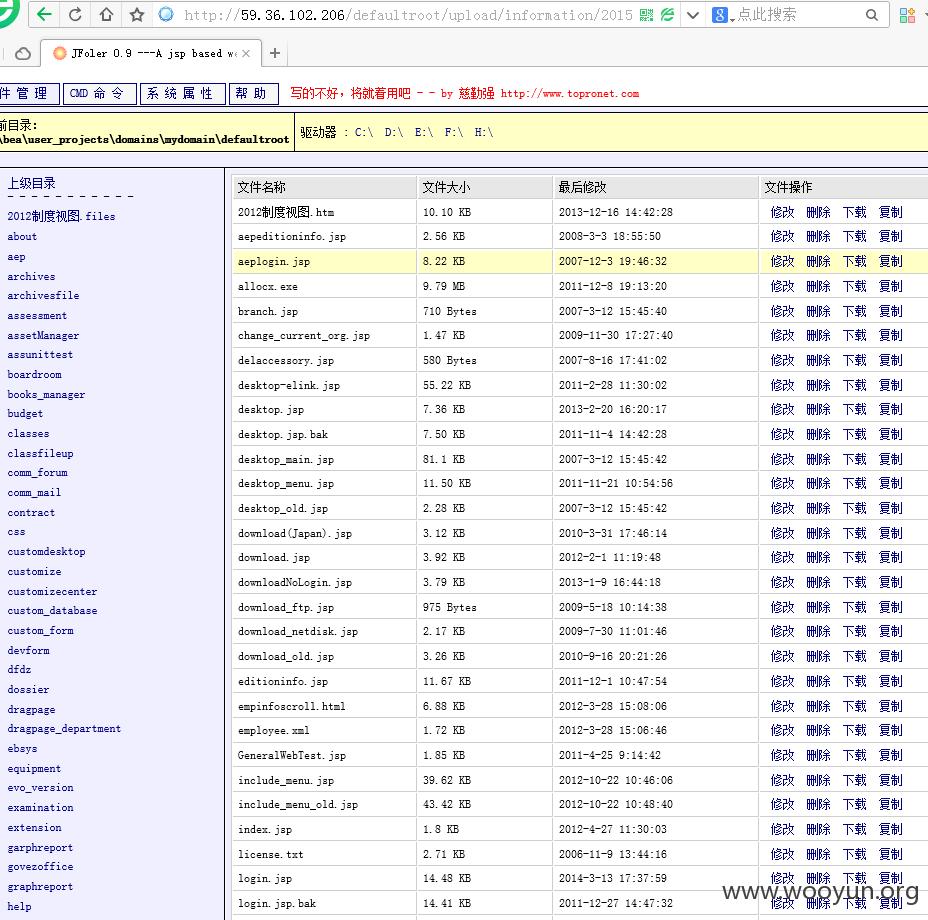 http://59.36.102.206/defaultroot/upload/information/2015 点此搜索
JFoler 0.9 ---A jsp based we
件 管 理 CMD 命 令 系 统 属 性 帮 助 写的不好，将就着用吧 - - by 慈勤强 http://www.topronet.com
前目录: 驱动器 : C:\ D:\ E:\ F:\ H:\
\bea\user_projects\domains\mydomain\defaultroot
上级目录
- - - - - - - - - - -
2012制度视图.files
about
aep
archives
archivesfile
assessment
assetManager
assunittest
boardroom
books_manager
budget
classes
classfileup
comm_forum
comm_mail
contract
css
customdesktop
customize
customizecenter
custom_database
custom_form
devform
dfdz
dossier
dragpage
dragpage_department
ebsys
equipment
evo_version
examination
extension
garphreport
govezoffice
graphreport
help
文件名称 文件大小 最后修改 文件操作
2012制度视图.htm 10.10 KB 2013-12-16 14:42:28 修改 删除 下载 复制
aepeditioninfo.jsp 2.56 KB 2008-3-3 18:55:50 修改 删除 下载 复制
aeplogin.jsp 8.22 KB 2007-12-3 19:46:32 修改 删除 下载 复制
allocx.exe 9.79 MB 2011-12-8 19:13:20 修改 删除 下载 复制
branch.jsp 710 Bytes 2007-3-12 15:45:40 修改 删除 下载 复制
change_current_org.jsp 1.47 KB 2009-11-30 17:27:40 修改 删除 下载 复制
delaccessory.jsp 580 Bytes 2007-8-16 17:41:02 修改 删除 下载 复制
desktop-elink.jsp 55.22 KB 2011-2-28 11:30:02 修改 删除 下载 复制
desktop.jsp 7.36 KB 2013-2-20 16:20:17 修改 删除 下载 复制
desktop.jsp.bak 7.50 KB 2011-11-4 14:42:28 修改 删除 下载 复制
desktop_main.jsp 81.1 KB 2007-3-12 15:45:42 修改 删除 下载 复制
desktop_menu.jsp 11.50 KB 2011-11-21 10:54:56 修改 删除 下载 复制
desktop_old.jsp 2.28 KB 2007-3-12 15:45:42 修改 删除 下载 复制
download(Japan).jsp 3.12 KB 2010-3-31 17:46:14 修改 删除 下载 复制
download.jsp 3.92 KB 2012-2-1 11:19:48 修改 删除 下载 复制
downloadNoLogin.jsp 3.79 KB 2013-1-9 16:44:18 修改 删除 下载 复制
download_ftp.jsp 975 Bytes 2009-5-18 10:14:38 修改 删除 下载 复制
download_netdisk.jsp 2.17 KB 2009-7-30 11:01:46 修改 删除 下载 复制
download_old.jsp 3.26 KB 2010-9-16 20:21:26 修改 删除 下载 复制
editioninfo.jsp 11.67 KB 2011-12-1 10:47:54 修改 删除 下载 复制
empinfoscroll.html 6.88 KB 2012-3-28 15:08:06 修改 删除 下载 复制
employee.xml 1.72 KB 2012-3-28 15:06:46 修改 删除 下载 复制
GeneralWebTest.jsp 1.85 KB 2011-4-25 9:14:42 修改 删除 下载 复制
include_menu.jsp 39.62 KB 2012-10-22 10:46:06 修改 删除 下载 复制
include_menu_old.jsp 43.42 KB 2012-10-22 10:48:40 修改 删除 下载 复制
index.jsp 1.8 KB 2012-4-27 11:30:03 修改 删除 下载 复制
license.txt 2.71 KB 2006-11-9 13:44:16 修改 删除 下载 复制
login.jsp 14.48 KB 2014-3-13 17:37:59 修改 删除 下载 复制
login.jsp.bak 14.41 KB 2011-12-27 14:47:32 修改 删除 下载 复制
www.wooyun.org